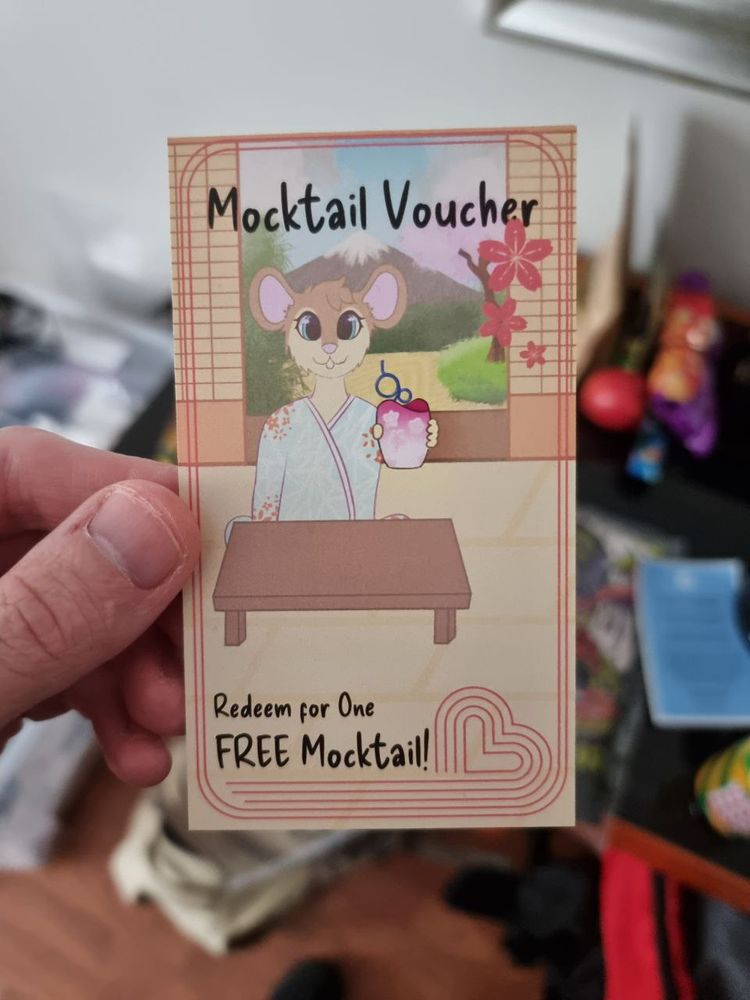 Mocktail Voucher
Redeem for One
FREE Mocktail!